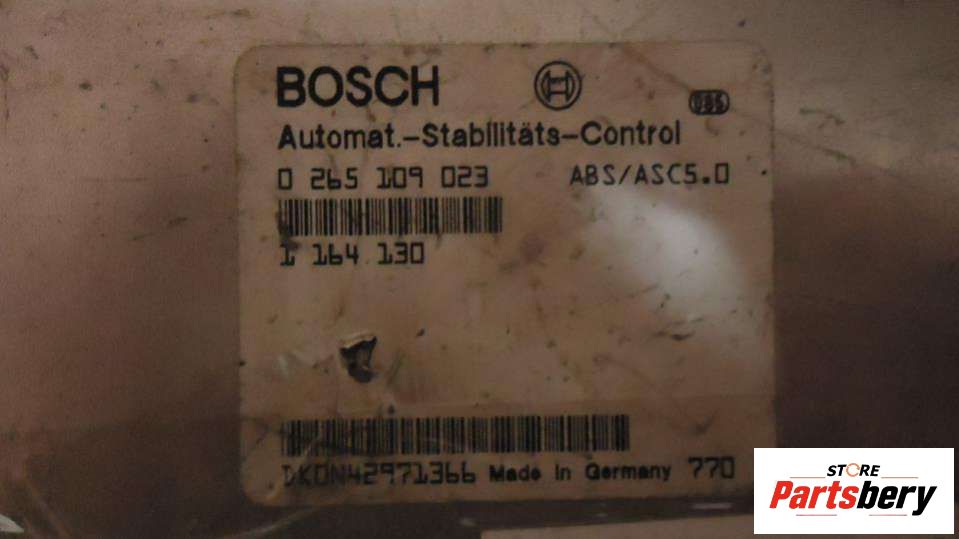 BOSCH
Automat.-Stabilitäts-Control
0 265 109 023 ABS/ASC5.0
1 164 130
DKON42971366 Made in Germany 770
STORE
Partsbery